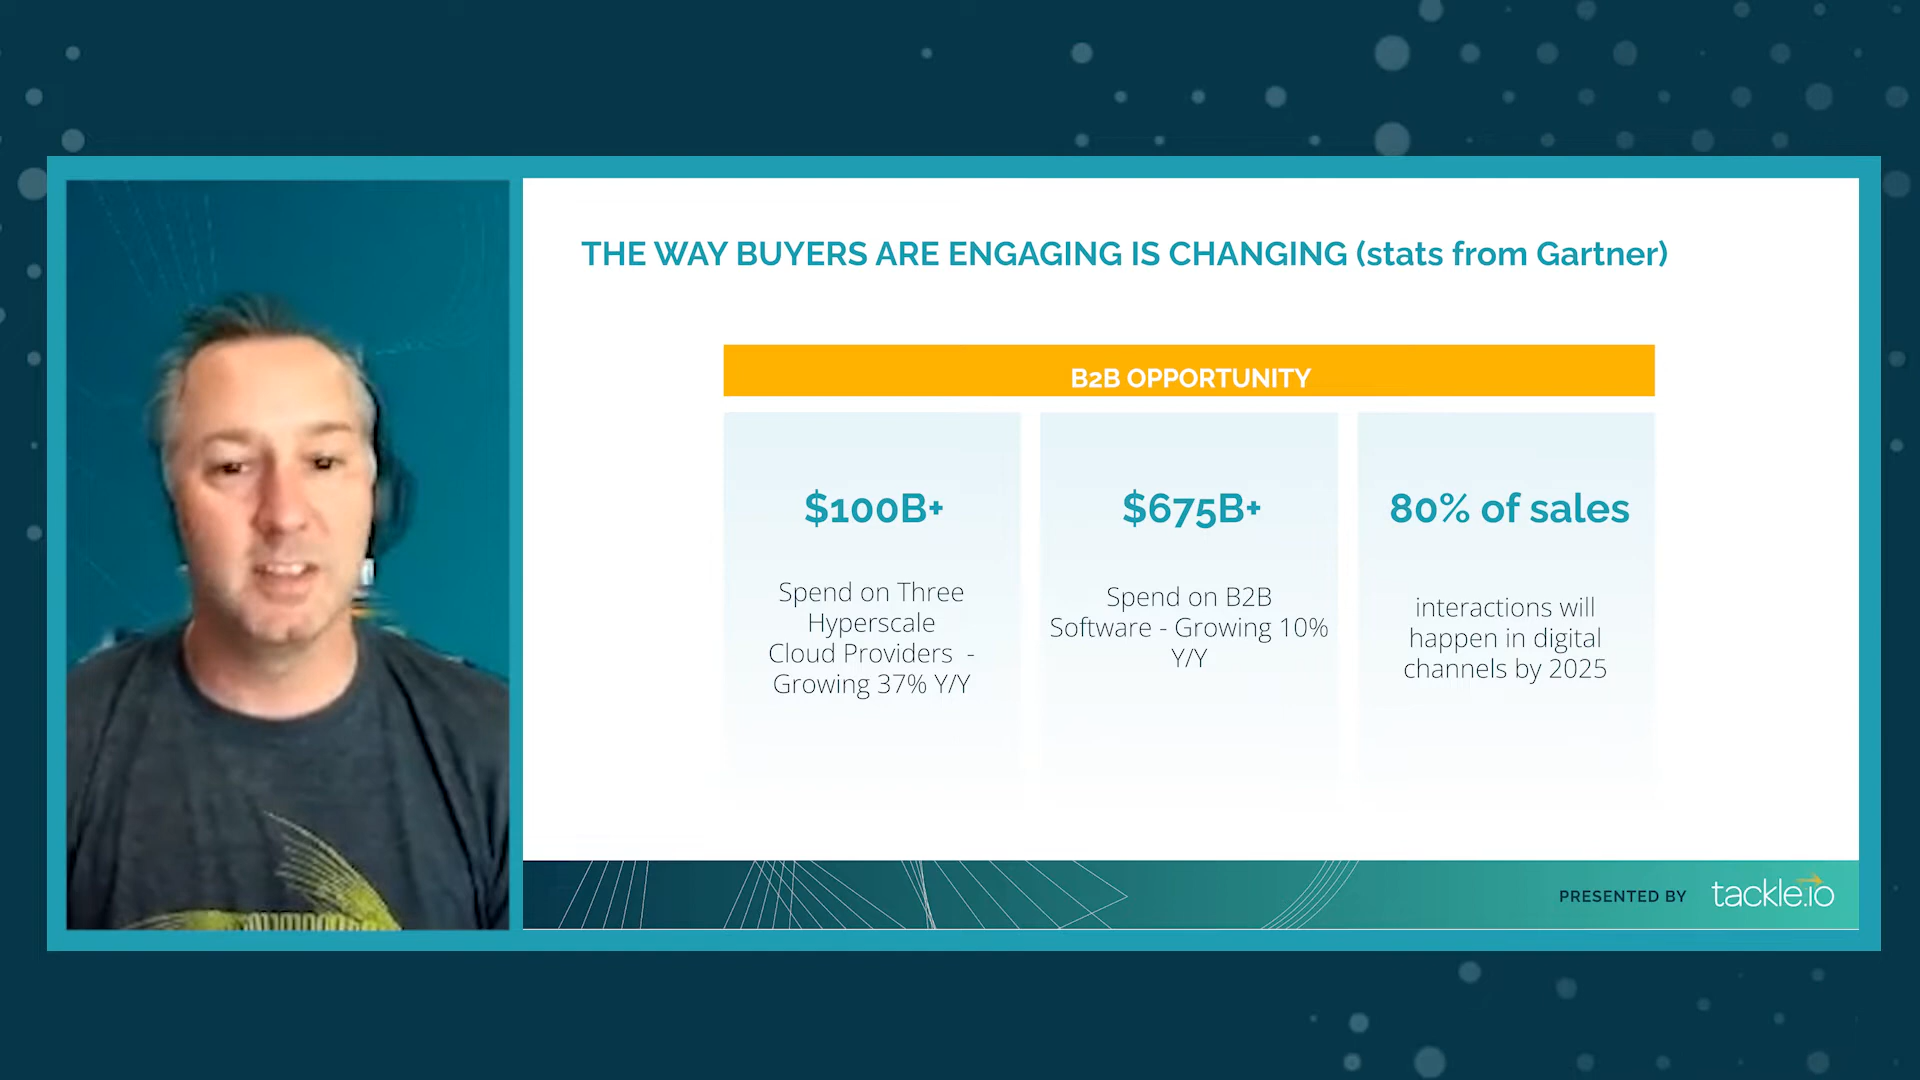 THE WAY BUYERS ARE ENGAGING IS CHANGING (stats from Gartner)
B2B OPPORTUNITY
$100B+
Spend on Three
Hyperscale
Cloud Providers -
Growing 37% Y/Y
$675B+
Spend on B2B
Software - Growing 10%
Y/Y
80% of sales
interactions will
happen in digital
channels by 2025
PRESENTED BY
tackle.io